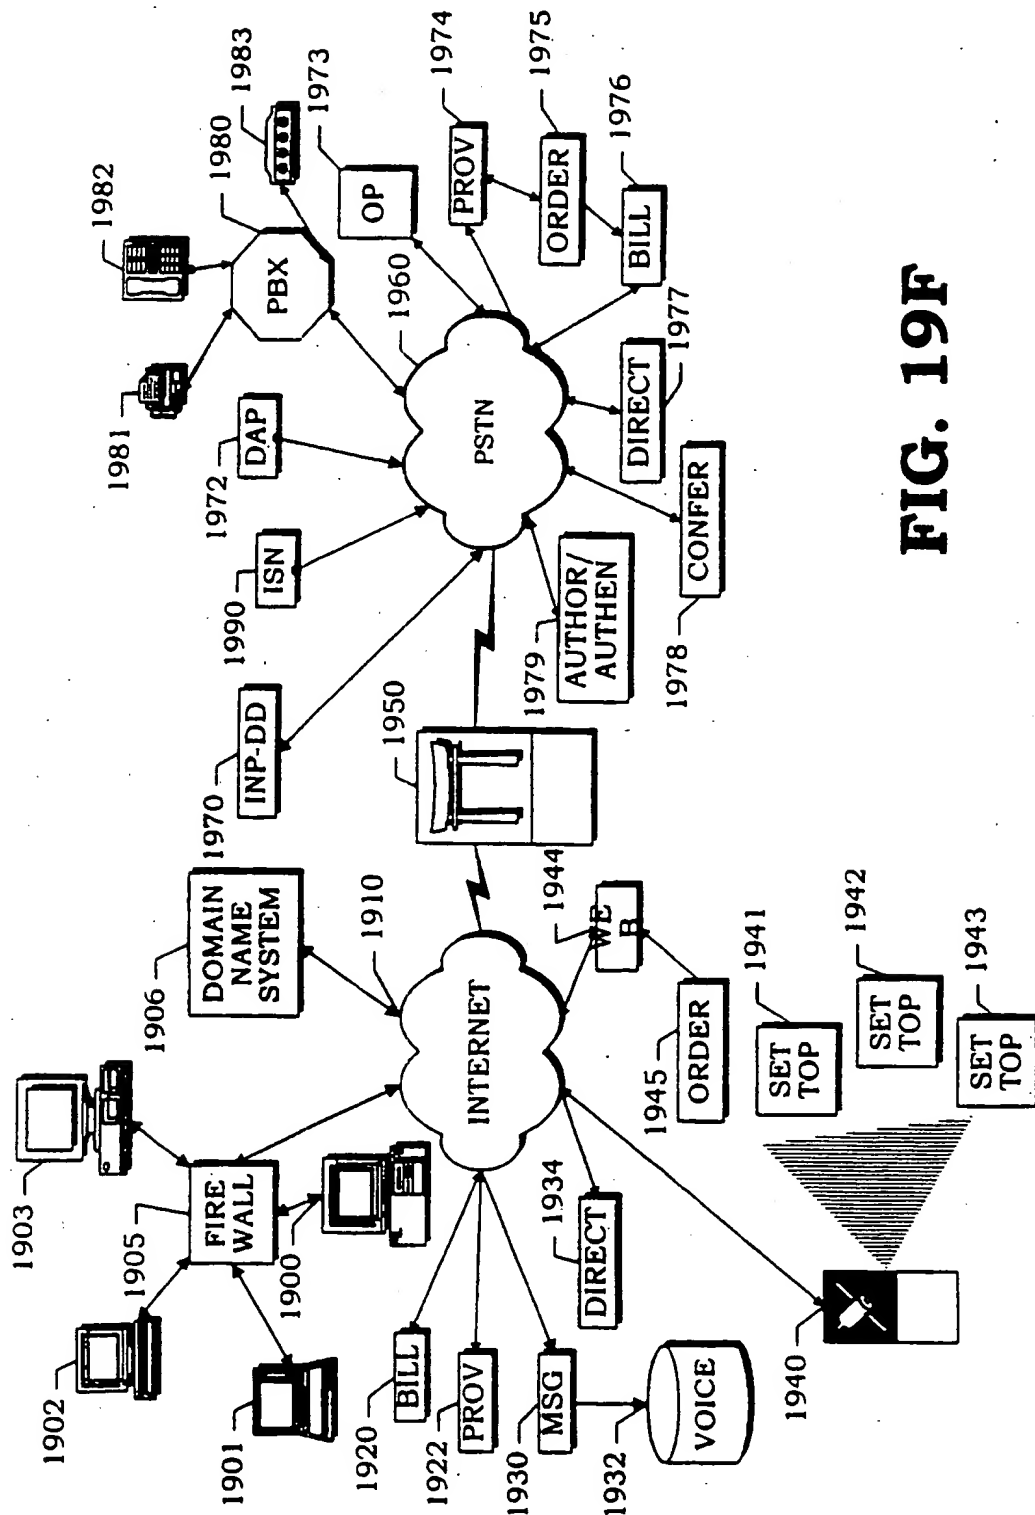 1902
1903
1901
1905
FIRE
WALL
1900
1906
DOMAIN
NAME
SYSTEM
1910
INTERNET
1920
BILL
1922
PROV
1930
MSG
1932
VOICE
1934
DIRECT
1940
1944
WE
B
1945
ORDER
1941
SET
TOP
1942
SET
TOP
1943
SET
TOP
1950
1970
INP-DD
1990
ISN
1972
DAP
1981
1982
1980
PBX
1983
1973
OP
1960
PSTN
1974
PROV
1975
ORDER
1976
BILL
1977
DIRECT
1978
CONFER
1979
AUTHOR/
AUTHEN
FIG. 19F